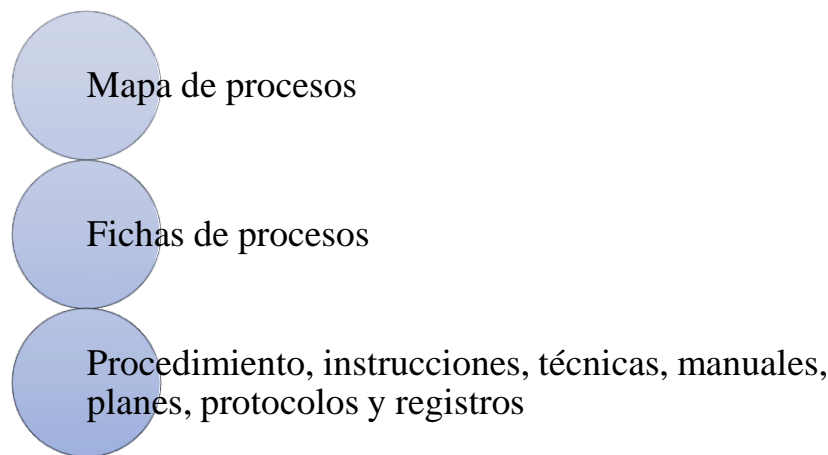 Mapa de procesos
Fichas de procesos
Procedimiento, instrucciones, técnicas, manuales,
planes, protocolos y registros